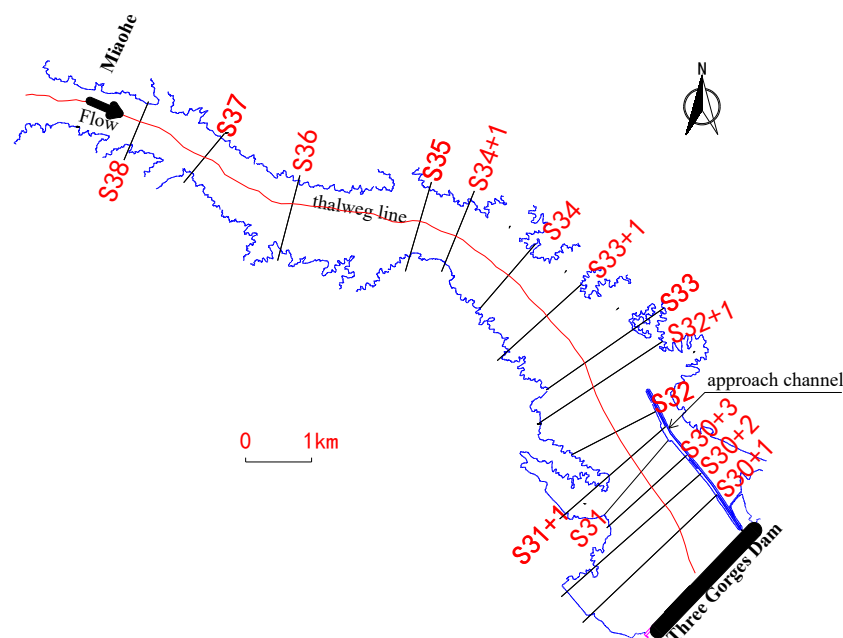 Miaohe
N
Flow
S38
S37
S36
thalweg line
S35
S34+1
S34
S33+1
S33
S32+1
approach channel
S32
S30+3
S30+2
S30+1
0 1km
S31+1
S31
Three Gorges Dam